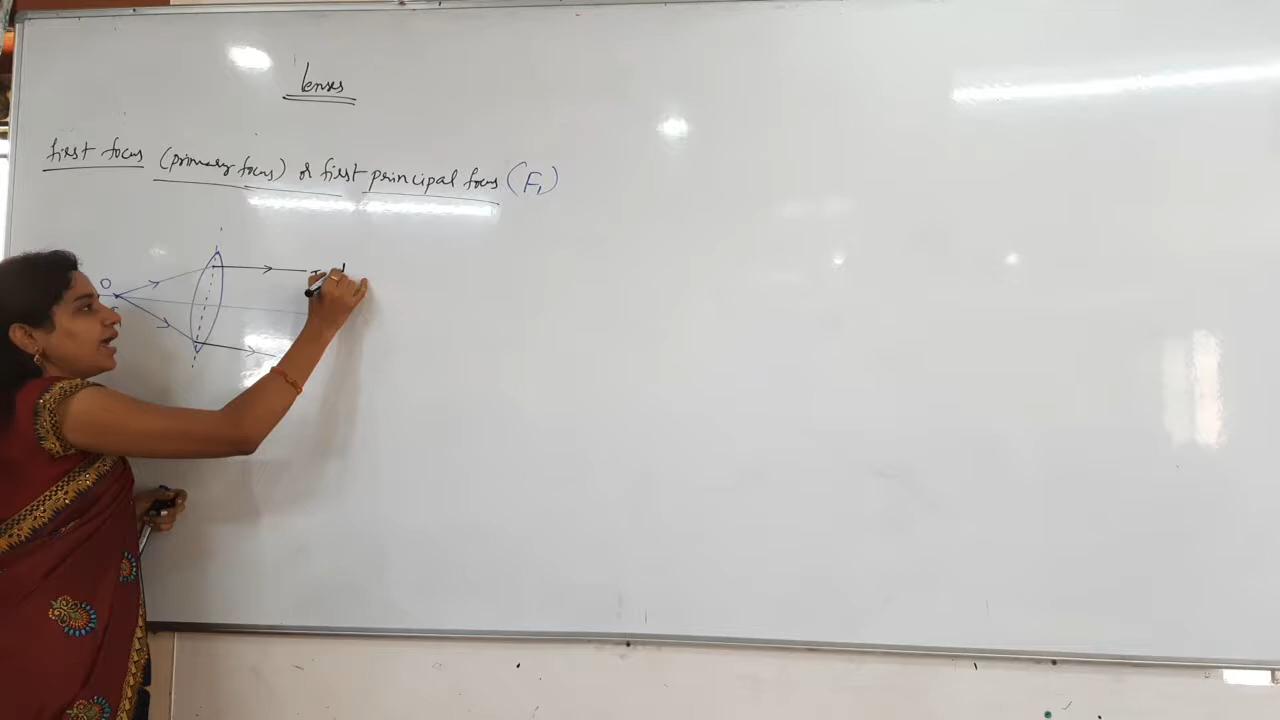 Lenses
First focus (primary focus) or first principal focus (F₁)
O